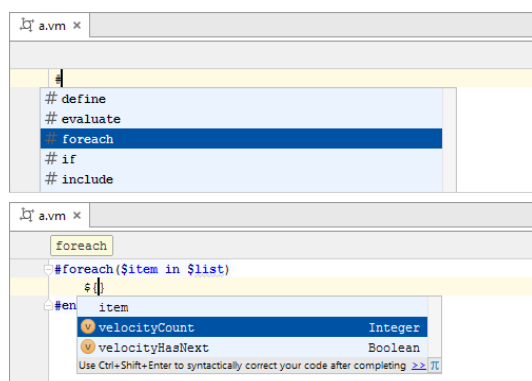 a.vm ×
#
# define
# evaluate
# foreach
# if
# include
a.vm ×
foreach
#foreach($item in $list)
${}
#en
item
v velocityCount Integer
v velocityHasNext Boolean
Use Ctrl+Shift+Enter to syntactically correct your code after completing >> π